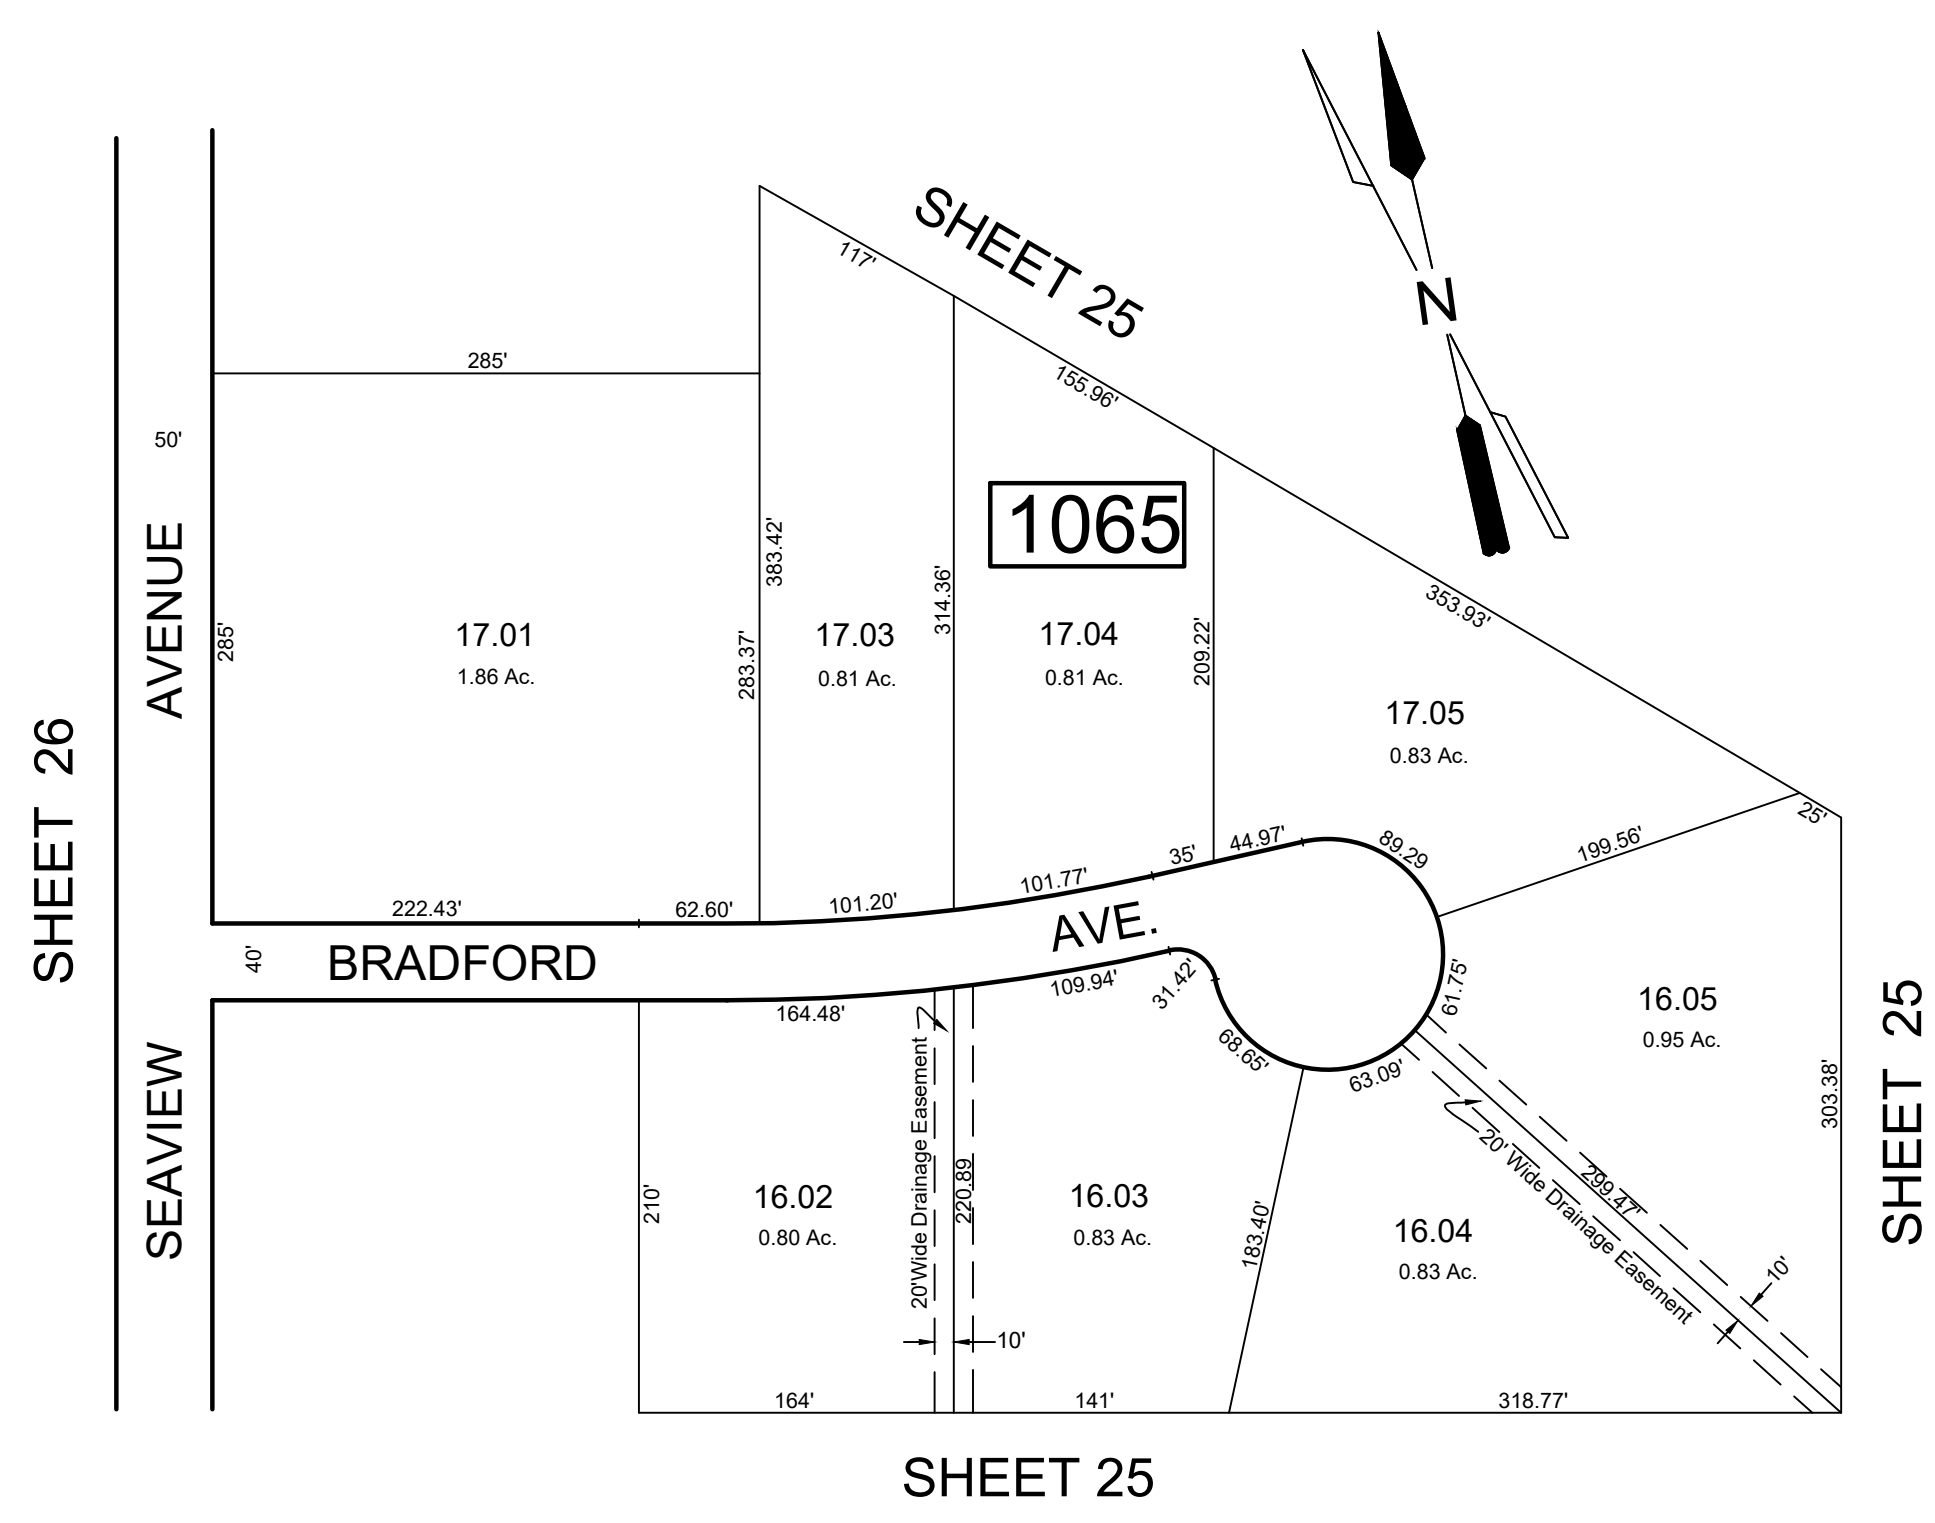 SHEET 25
117'
285'
155.96'
N
50'
1065
AVENUE
285'
383.42'
283.37'
314.36'
209.22'
353.93'
17.01
1.86 Ac.
17.03
0.81 Ac.
17.04
0.81 Ac.
17.05
0.83 Ac.
25'
199.56'
SHEET 26
222.43'
62.60'
101.20'
101.77'
35'
44.97'
89.29
40'
BRADFORD
AVE.
164.48'
109.94'
31.42'
68.65'
63.09'
61.75'
16.05
0.95 Ac.
303.38'
SHEET 25
SEAVIEW
210'
16.02
0.80 Ac.
20'Wide Drainage Easement
220.89
16.03
0.83 Ac.
183.40'
16.04
0.83 Ac.
20' Wide Drainage Easement
299.47'
10'
10'
164'
141'
318.77'
SHEET 25